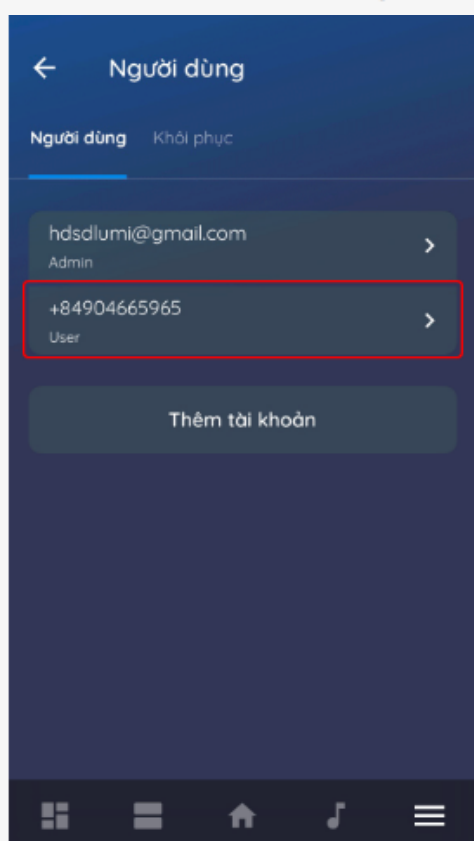 Người dùng
Người dùng Khôi phục
hdsdlumi@gmail.com
Admin
+84904665965
User
Thêm tài khoản